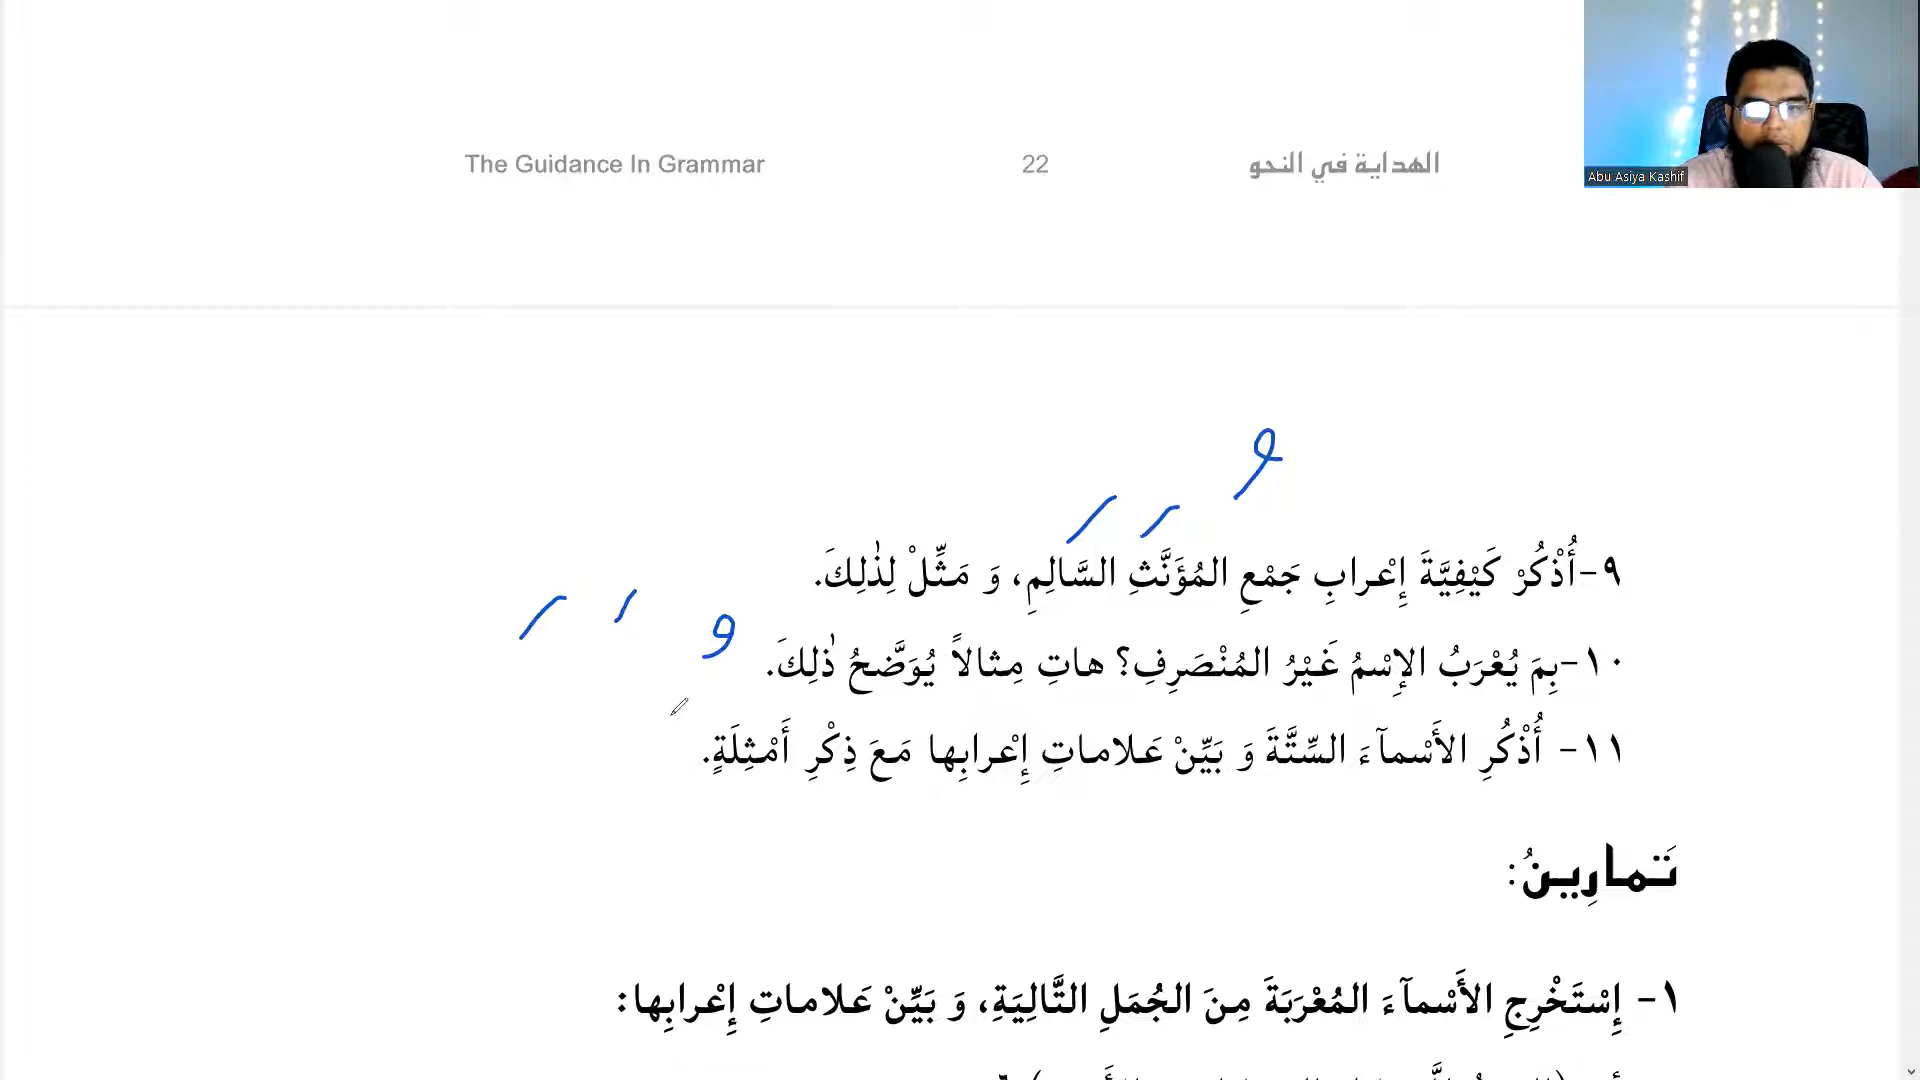 The Guidance In Grammar 22 الهداية في النحو
Abu Asiya Kashif
٩-أُذْكُرْ كَيْفِيَّةَ إِعْرابِ جَمْعِ المُؤَنَّثِ السَّالِمِ، وَ مَثِّلْ لِذٰلِكَ.
١٠-بِمَ يُعْرَبُ الإِسْمُ غَيْرُ المُنْصَرِفِ؟ هاتِ مِثالاً يُوَضَّحُ ذٰلِكَ.
١١- أُذْكُرِ الأَسْمآءَ السِّتَّةَ وَ بَيِّنْ عَلاماتِ إِعْرابِها مَعَ ذِكْرِ أَمْثِلَةٍ.
تَمارِينُ:
١- إِسْتَخْرِجِ الأَسْمآءَ المُعْرَبَةَ مِنَ الجُمَلِ التَّالِيَةِ، وَ بَيِّنْ عَلاماتِ إِعْرابِها: